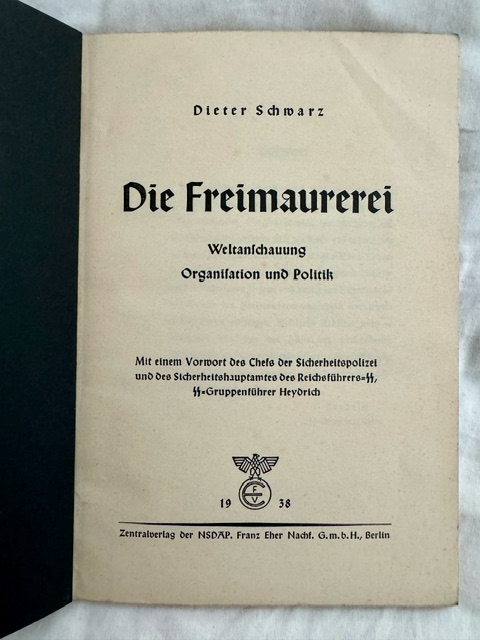 Dieter Schwarz
Die Freimaurerei
Weltanschauung
Organisation und Politik
Mit einem Vorwort des Chefs der Sicherheitspolizei
und des Sicherheitshauptamtes des Reichsführers-SS,
SS-Gruppenführer Heydrich
F
E
V
19 38
Zentralverlag der NSDAP. Franz Eher Nachf. G.m.b.H., Berlin